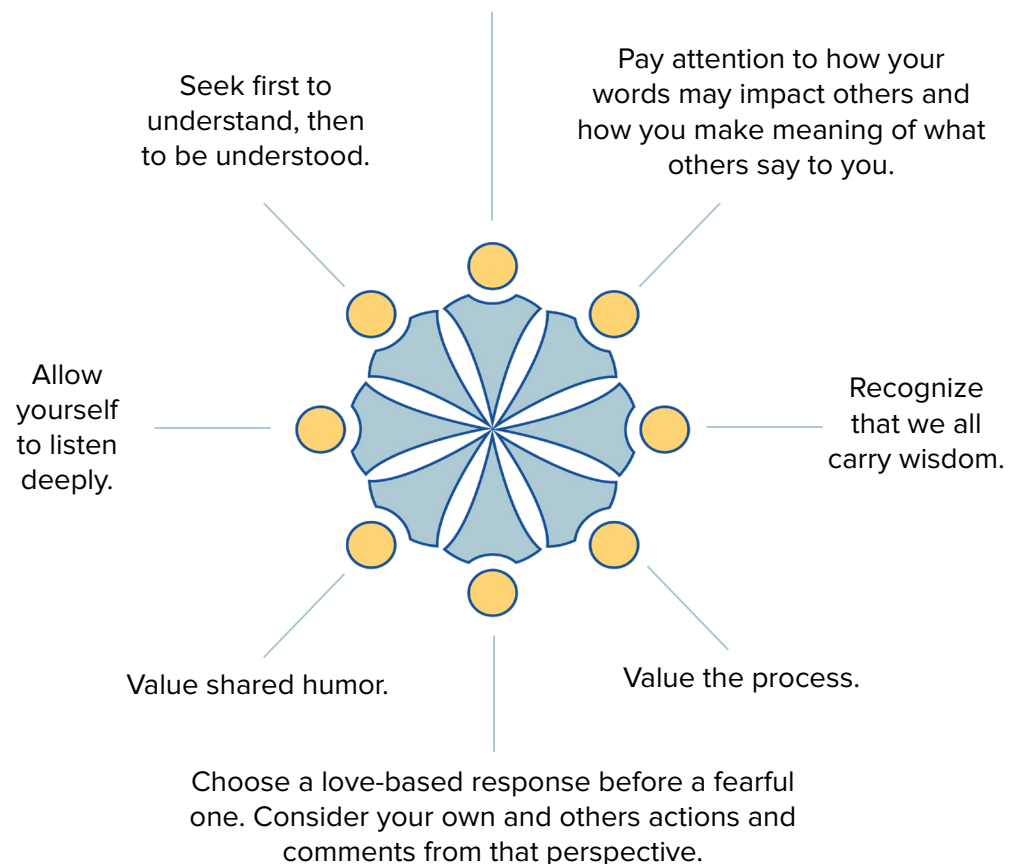 Seek first to
understand, then
to be understood.
Pay attention to how your
words may impact others and
how you make meaning of what
others say to you.
Allow
yourself
to listen
deeply.
Recognize
that we all
carry wisdom.
Value shared humor.
Value the process.
Choose a love-based response before a fearful
one. Consider your own and others actions and
comments from that perspective.